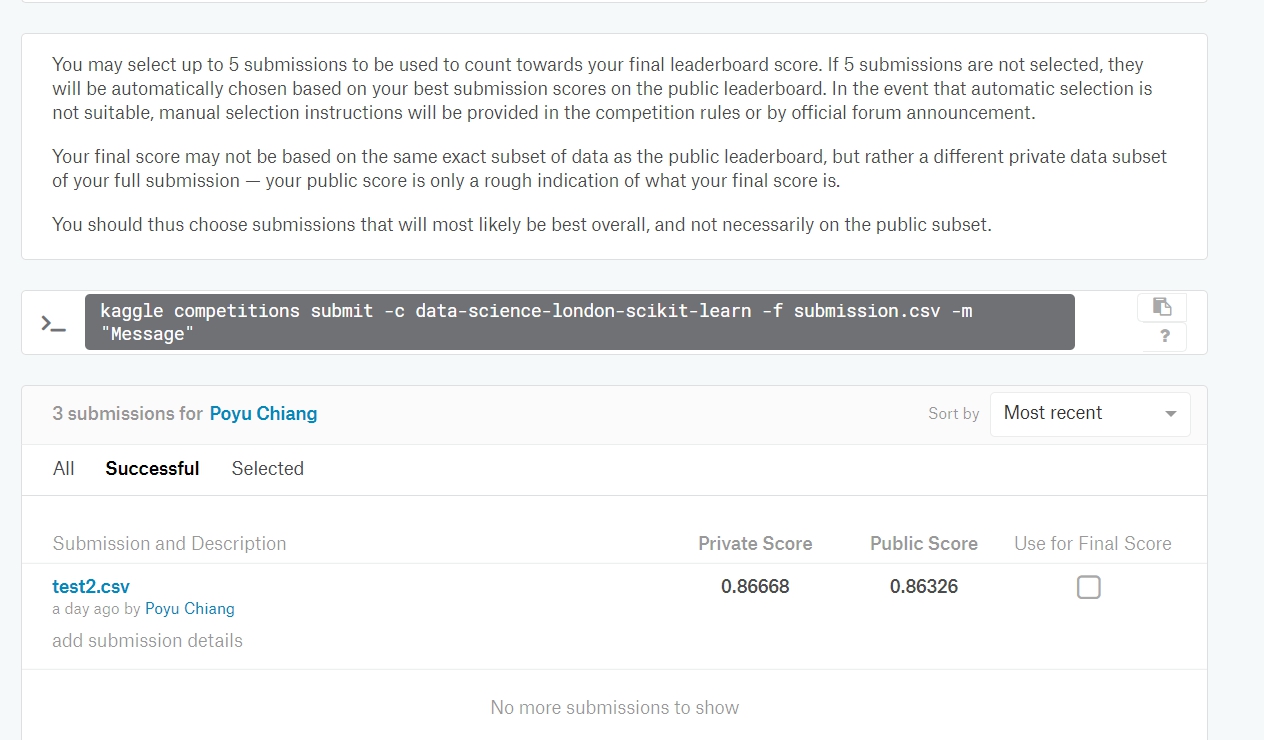 You may select up to 5 submissions to be used to count towards your final leaderboard score. If 5 submissions are not selected, they
will be automatically chosen based on your best submission scores on the public leaderboard. In the event that automatic selection is
not suitable, manual selection instructions will be provided in the competition rules or by official forum announcement.
Your final score may not be based on the same exact subset of data as the public leaderboard, but rather a different private data subset
of your full submission — your public score is only a rough indication of what your final score is.
You should thus choose submissions that will most likely be best overall, and not necessarily on the public subset.
>_ kaggle competitions submit -c data-science-london-scikit-learn -f submission.csv -m
"Message"
?
3 submissions for Poyu Chiang Sort by Most recent
All Successful Selected
Submission and Description Private Score Public Score Use for Final Score
test2.csv 0.86668 0.86326
a day ago by Poyu Chiang
add submission details
No more submissions to show